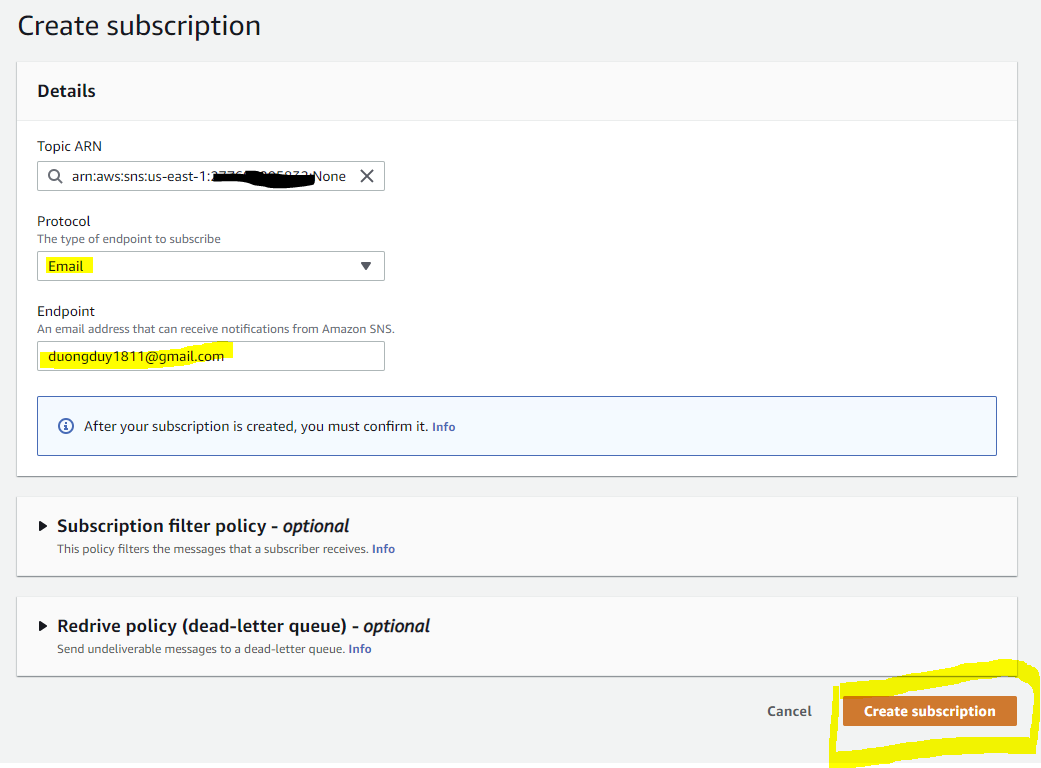 Create subscription
Details
Topic ARN
arn:aws:sns:us-east-1: None
Protocol
The type of endpoint to subscribe
Email
Endpoint
An email address that can receive notifications from Amazon SNS.
duongduy1811@gmail.com
After your subscription is created, you must confirm it. Info
Subscription filter policy - optional
This policy filters the messages that a subscriber receives. Info
Redrive policy (dead-letter queue) - optional
Send undeliverable messages to a dead-letter queue. Info
Cancel Create subscription